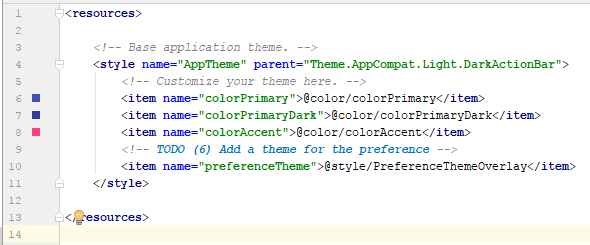 1 <resources>
2
3 <!-- Base application theme. -->
4 <style name="AppTheme" parent="Theme.AppCompat.Light.DarkActionBar">
5 <!-- Customize your theme here. -->
6 <item name="colorPrimary">@color/colorPrimary</item>
7 <item name="colorPrimaryDark">@color/colorPrimaryDark</item>
8 <item name="colorAccent">@color/colorAccent</item>
9 <!-- TODO (6) Add a theme for the preference -->
10 <item name="preferenceTheme">@style/PreferenceThemeOverlay</item>
11 </style>
12
13 </resources>
14